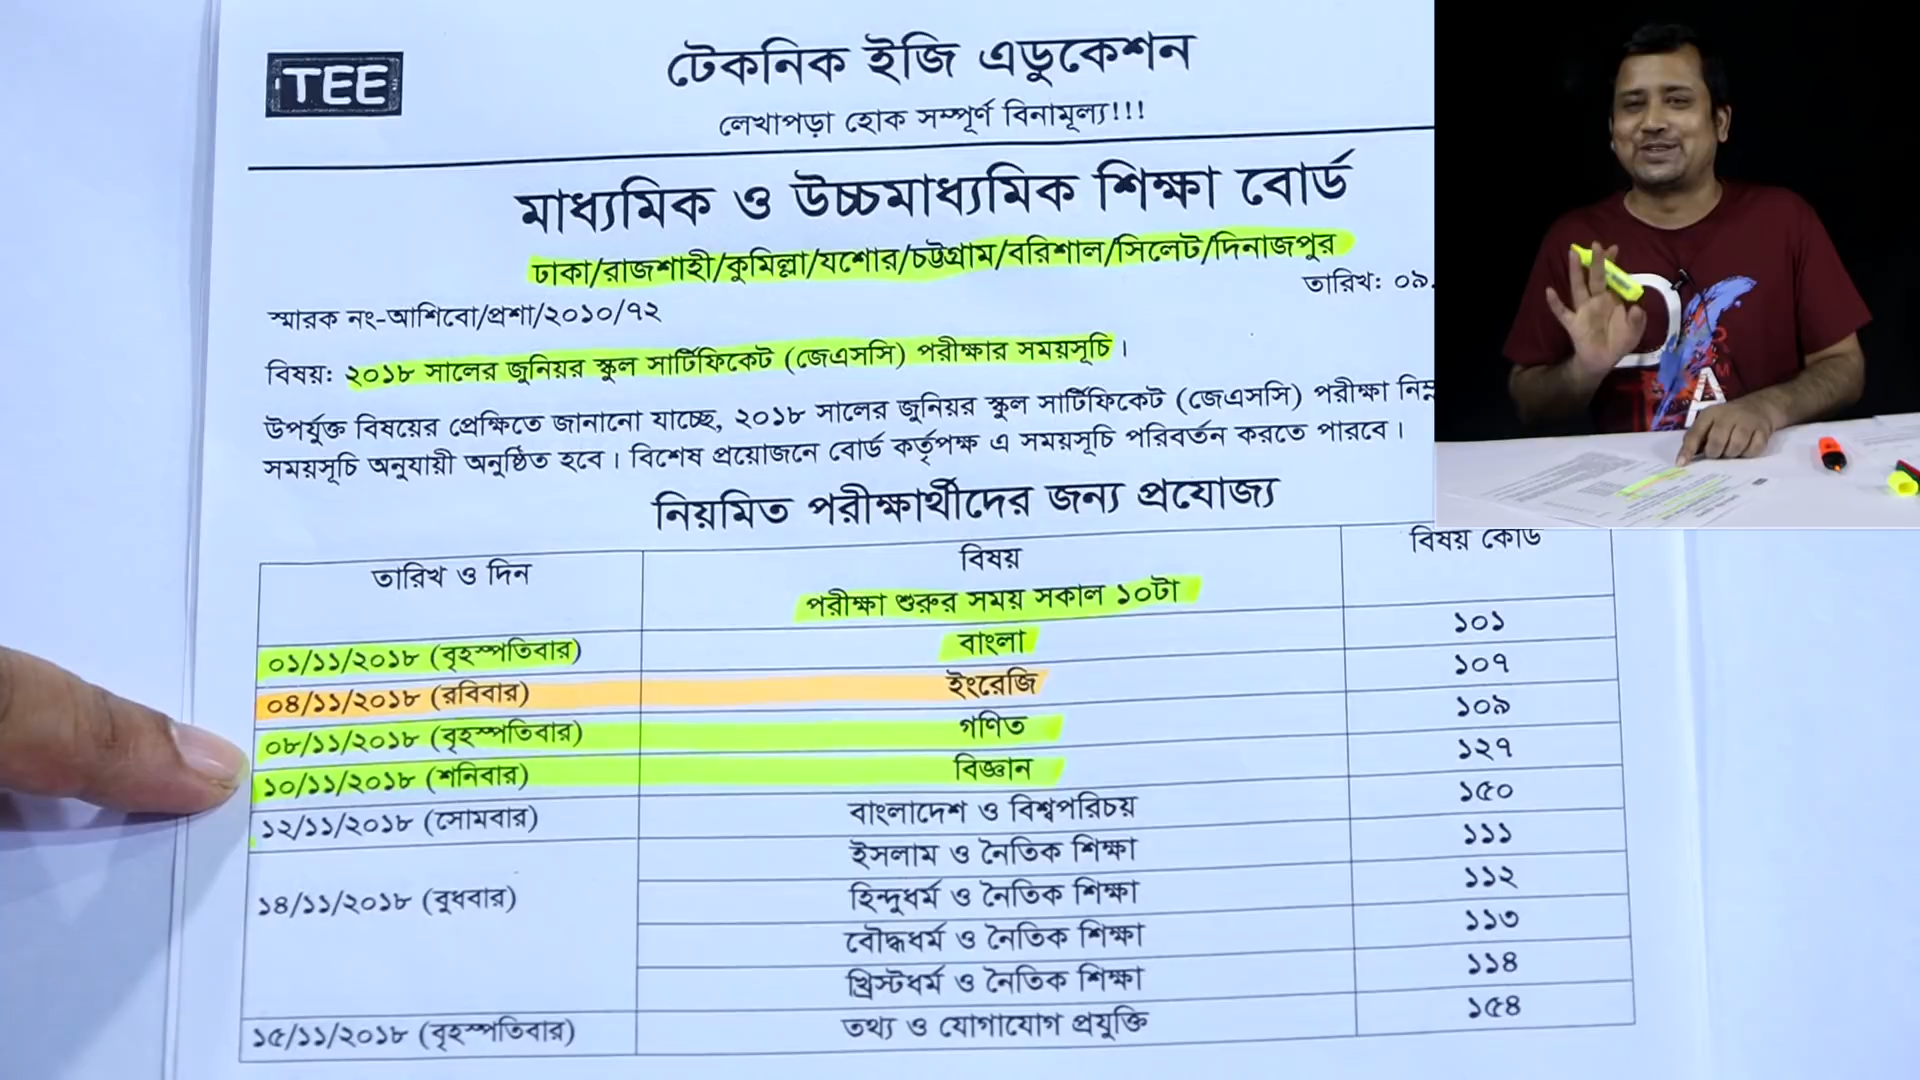 TEE
টেকনিক ইজি এডুকেশন
লেখাপড়া হোক সম্পূর্ণ বিনামূল্য!!!
মাধ্যমিক ও উচ্চমাধ্যমিক শিক্ষা বোর্ড
ঢাকা/রাজশাহী/কুমিল্লা/যশোর/চট্টগ্রাম/বরিশাল/সিলেট/দিনাজপুর
তারিখ: ০৯.
স্মারক নং-আশিবো/প্রশা/২০১০/৭২
বিষয়: ২০১৮ সালের জুনিয়র স্কুল সার্টিফিকেট (জেএসসি) পরীক্ষার সময়সূচি।
উপর্যুক্ত বিষয়ের প্রেক্ষিতে জানানো যাচ্ছে, ২০১৮ সালের জুনিয়র স্কুল সার্টিফিকেট (জেএসসি) পরীক্ষা
সময়সূচি অনুযায়ী অনুষ্ঠিত হবে। বিশেষ প্রয়োজনে বোর্ড কর্তৃপক্ষ এ সময়সূচি পরিবর্তন করতে পারবে।
নিয়মিত পরীক্ষার্থীদের জন্য প্রযোজ্য
তারিখ ও দিন বিষয় বিষয় কোড
পরীক্ষা শুরুর সময় সকাল ১০টা
০১/১১/২০১৮ (বৃহস্পতিবার) বাংলা ১০১
০৪/১১/২০১৮ (রবিবার) ইংরেজি ১০৭
০৮/১১/২০১৮ (বৃহস্পতিবার) গণিত ১০৯
১০/১১/২০১৮ (শনিবার) বিজ্ঞান ১২৭
১২/১১/২০১৮ (সোমবার) বাংলাদেশ ও বিশ্বপরিচয় ১৫০
ইসলাম ও নৈতিক শিক্ষা ১১১
১৪/১১/২০১৮ (বুধবার) হিন্দুধর্ম ও নৈতিক শিক্ষা ১১২
বৌদ্ধধর্ম ও নৈতিক শিক্ষা ১১৩
খ্রিস্টধর্ম ও নৈতিক শিক্ষা ১১৪
১৫/১১/২০১৮ (বৃহস্পতিবার) তথ্য ও যোগাযোগ প্রযুক্তি ১৫৪